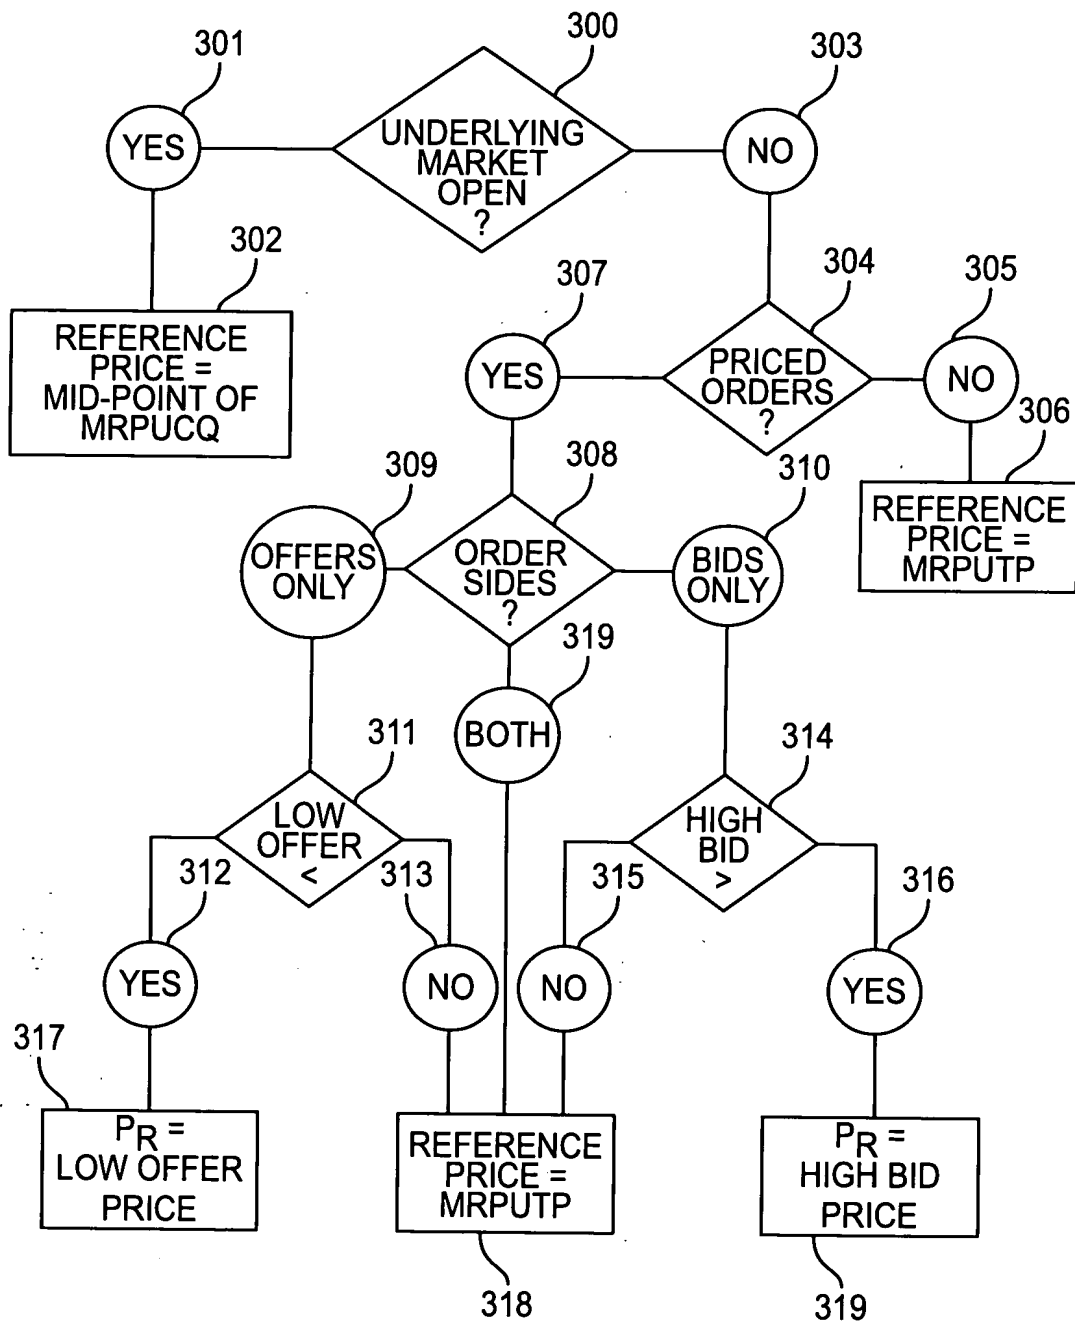 301
300
303
YES
UNDERLYING
MARKET
OPEN
?
NO
302
307
304
305
REFERENCE
PRICE =
MID-POINT OF
MRPUCQ
YES
PRICED
ORDERS
?
NO
306
309
308
310
REFERENCE
PRICE =
MRPUTP
OFFERS
ONLY
ORDER
SIDES
?
BIDS
ONLY
319
BOTH
311
314
LOW
OFFER
<
HIGH
BID
>
312
313
315
316
YES
NO
NO
YES
317
PR =
LOW OFFER
PRICE
REFERENCE
PRICE =
MRPUTP
PR =
HIGH BID
PRICE
318
319